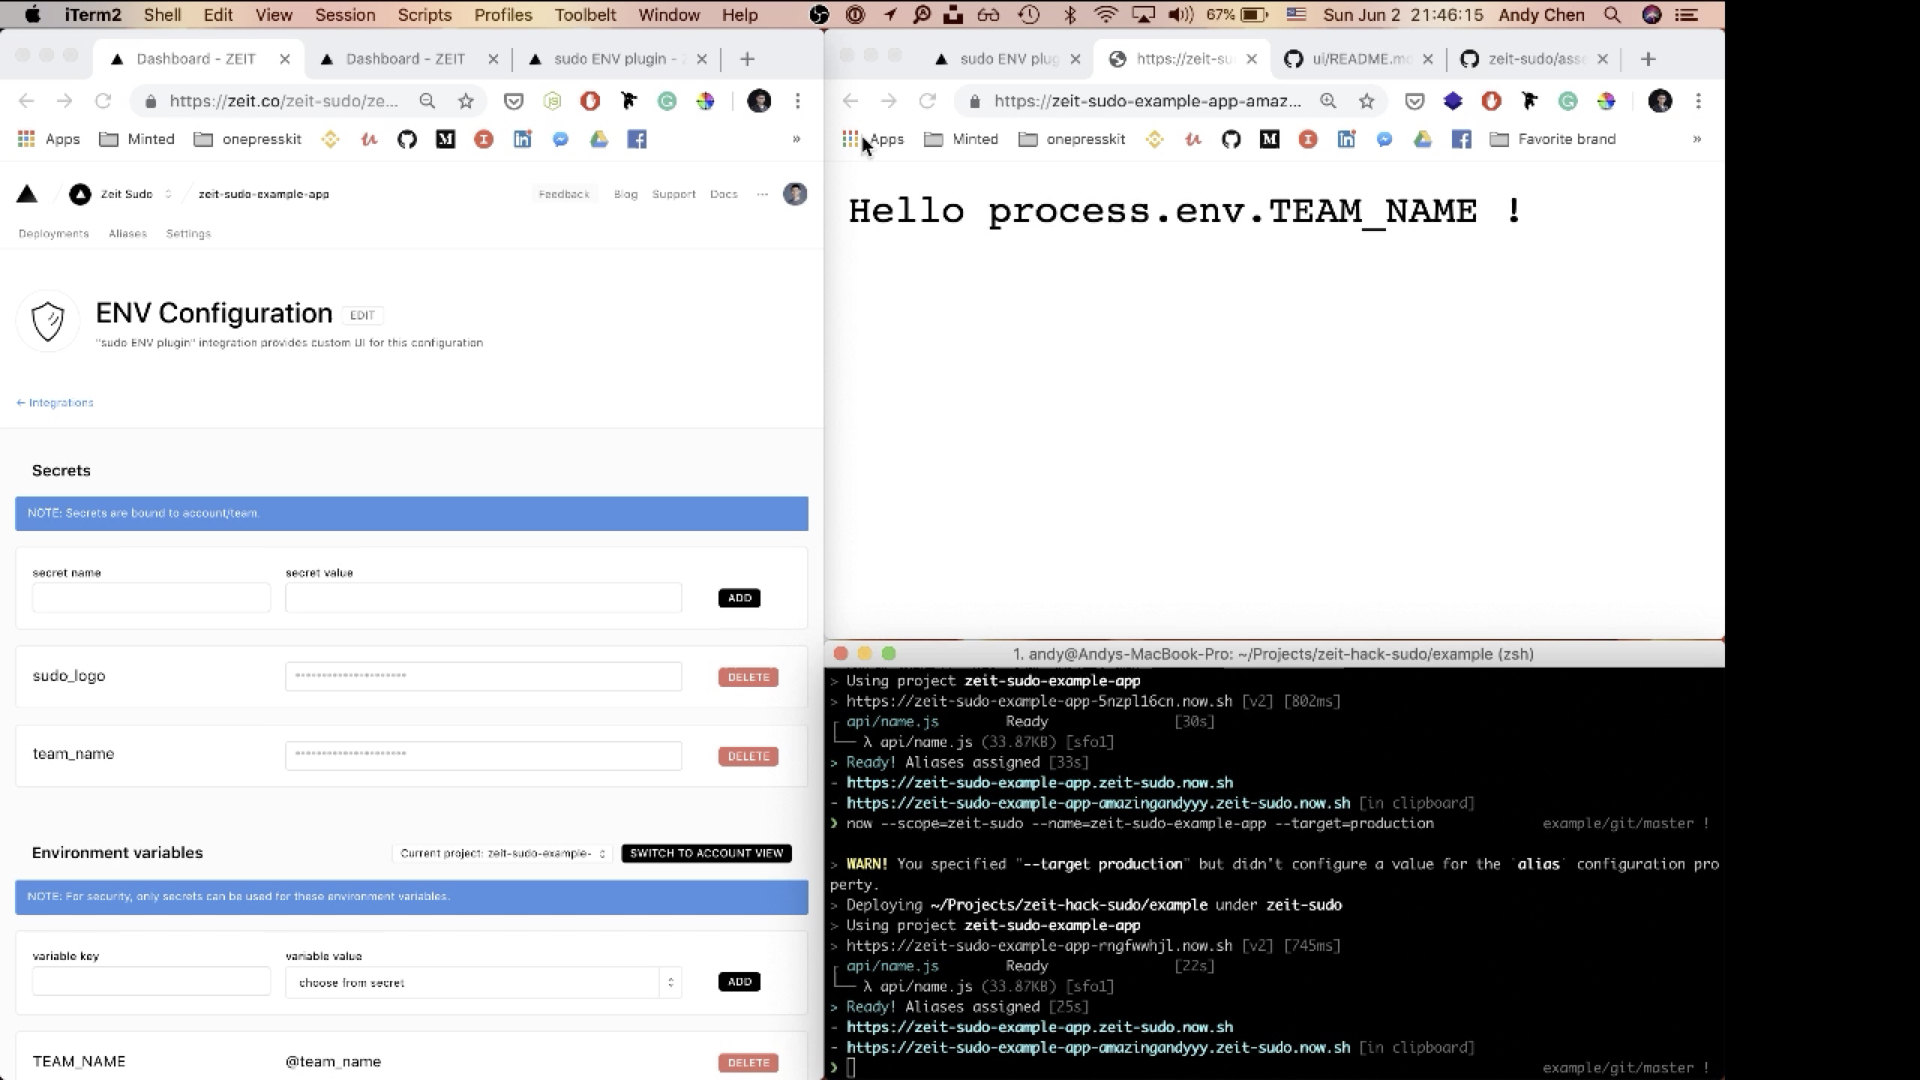 iTerm2 Shell Edit View Session Scripts Profiles Toolbelt Window Help 67% Sun Jun 2 21:46:15 Andy Chen
Dashboard - ZEIT Dashboard - ZEIT sudo ENV plugin -
https://zeit.co/zeit-sudo/ze...
Apps Minted onepresskit »
Zeit Sudo zeit-sudo-example-app Feedback Blog Support Docs
Deployments Aliases Settings
ENV Configuration EDIT
"sudo ENV plugin" integration provides custom UI for this configuration
← Integrations
Secrets
NOTE: Secrets are bound to account/team.
secret name secret value
ADD
sudo_logo DELETE
team_name DELETE
Environment variables Current project: zeit-sudo-example- SWITCH TO ACCOUNT VIEW
NOTE: For security, only secrets can be used for these environment variables.
variable key variable value
choose from secret ADD
TEAM_NAME @team_name DELETE
sudo ENV plug https://zeit-su ui/README.m zeit-sudo/asse
https://zeit-sudo-example-app-amaz...
Apps Minted onepresskit Favorite brand »
Hello process.env.TEAM_NAME !
1. andy@Andys-MacBook-Pro: ~/Projects/zeit-hack-sudo/example (zsh)
> Using project zeit-sudo-example-app
> https://zeit-sudo-example-app-5nzpl16cn.now.sh [v2] [802ms]
┌ api/name.js Ready [30s]
└── λ api/name.js (33.87KB) [sfo1]
> Ready! Aliases assigned [33s]
- https://zeit-sudo-example-app.zeit-sudo.now.sh
- https://zeit-sudo-example-app-amazingandyyy.zeit-sudo.now.sh [in clipboard]
❯ now --scope=zeit-sudo --name=zeit-sudo-example-app --target=production example/git/master !
> WARN! You specified "--target production" but didn't configure a value for the `alias` configuration pro
perty.
> Deploying ~/Projects/zeit-hack-sudo/example under zeit-sudo
> Using project zeit-sudo-example-app
> https://zeit-sudo-example-app-rngfwwhjl.now.sh [v2] [745ms]
┌ api/name.js Ready [22s]
└── λ api/name.js (33.87KB) [sfo1]
> Ready! Aliases assigned [25s]
- https://zeit-sudo-example-app.zeit-sudo.now.sh
- https://zeit-sudo-example-app-amazingandyyy.zeit-sudo.now.sh [in clipboard]
❯ example/git/master !